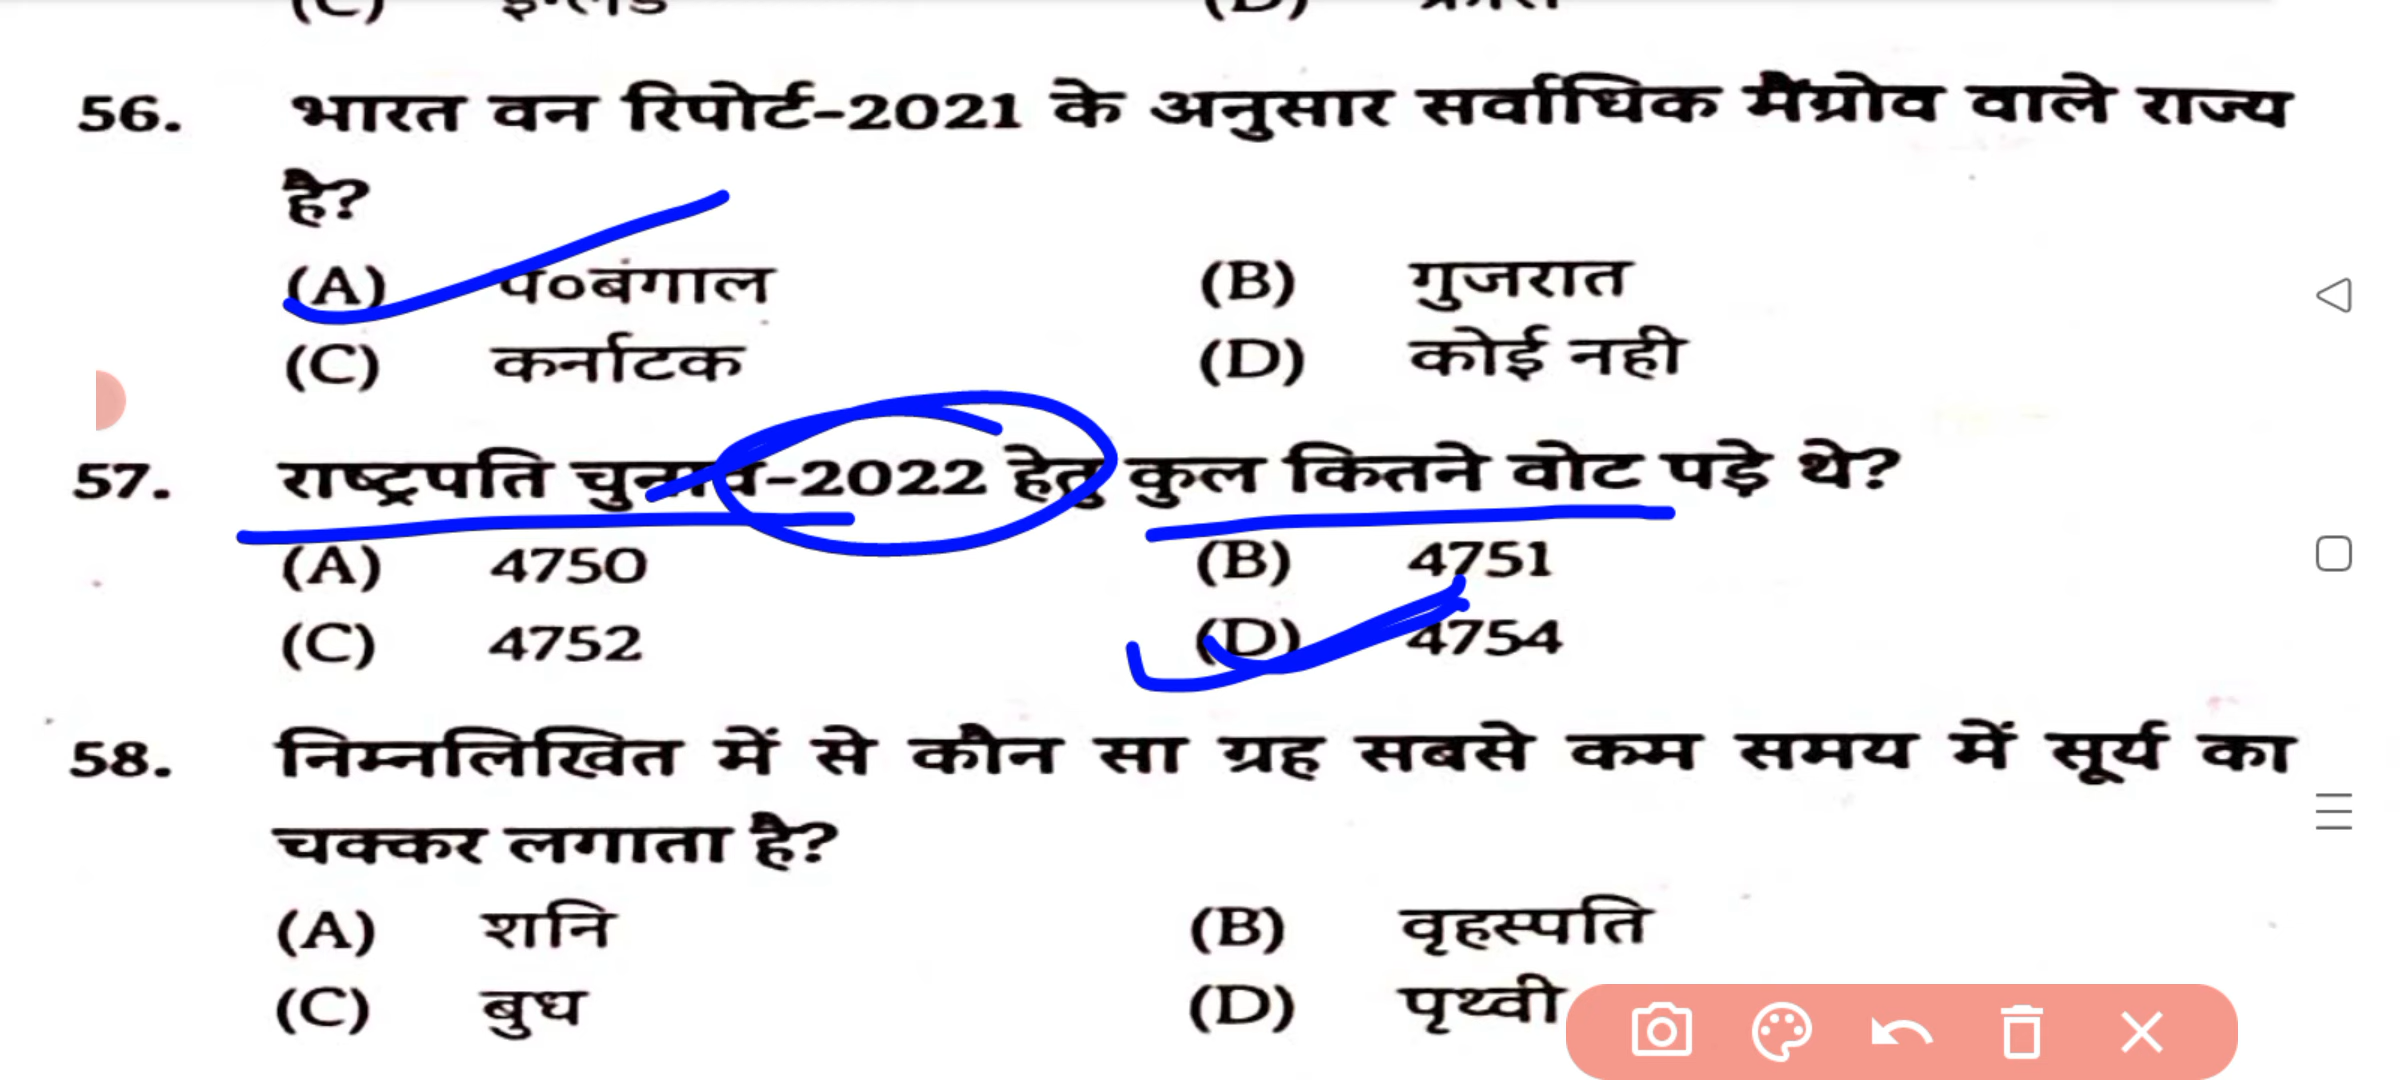 56. भारत वन रिपोर्ट-2021 के अनुसार सर्वाधिक मैंग्रोव वाले राज्य
है?
(A) प०बंगाल (B) गुजरात
(C) कर्नाटक (D) कोई नही
57. राष्ट्रपति चुनाव-2022 हेतु कुल कितने वोट पड़े थे?
(A) 4750 (B) 4751
(C) 4752 (D) 4754
58. निम्नलिखित में से कौन सा ग्रह सबसे कम समय में सूर्य का
चक्कर लगाता है?
(A) शनि (B) वृहस्पति
(C) बुध (D) पृथ्वी